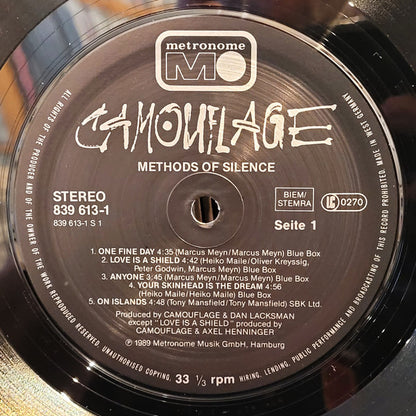 metronome
MO
CAMOUFLAGE
METHODS OF SILENCE
STEREO
839 613-1
839 613-1 S 1
BIEM/
STEMRA
LC 0270
Seite 1
1. ONE FINE DAY 4:35 (Marcus Meyn/Marcus Meyn) Blue Box
2. LOVE IS A SHIELD 4:42 (Heiko Maile/Oliver Kreyssig,
Peter Godwin, Marcus Meyn) Blue Box
3. ANYONE 3:45 (Marcus Meyn/Marcus Meyn) Blue Box
4. YOUR SKINHEAD IS THE DREAM 4:56
(Heiko Maile/Heiko Maile) Blue Box
5. ON ISLANDS 4:48 (Tony Mansfield/Tony Mansfield) SBK Ltd.
Produced by CAMOUFLAGE & DAN LACKSMAN
except "LOVE IS A SHIELD" produced by
CAMOUFLAGE & AXEL HENNINGER
℗ 1989 Metronome Musik GmbH, Hamburg
33 1/3 rpm
ALL RIGHTS OF THE PRODUCER AND OF THE OWNER OF THE WORK REPRODUCED RESERVED. UNAUTHORISED COPYING, HIRING, LENDING, PUBLIC PERFORMANCE AND BROADCASTING OF THIS RECORD PROHIBITED. MADE IN WEST GERMANY